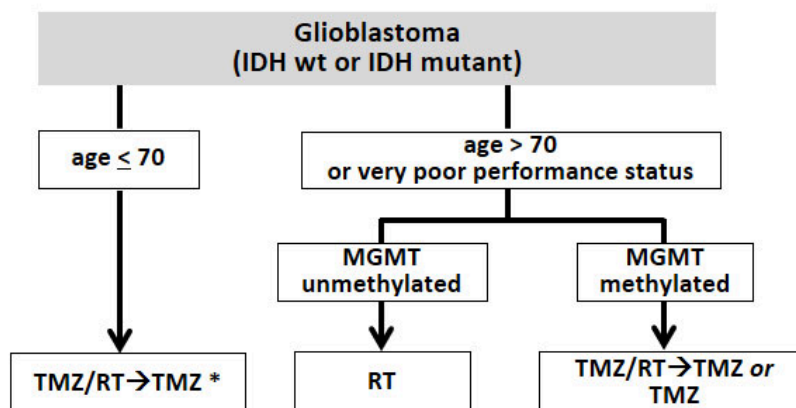 Glioblastoma
(IDH wt or IDH mutant)
age ≤ 70
age > 70
or very poor performance status
MGMT
unmethylated
MGMT
methylated
TMZ/RT→TMZ *
RT
TMZ/RT→TMZ or
TMZ